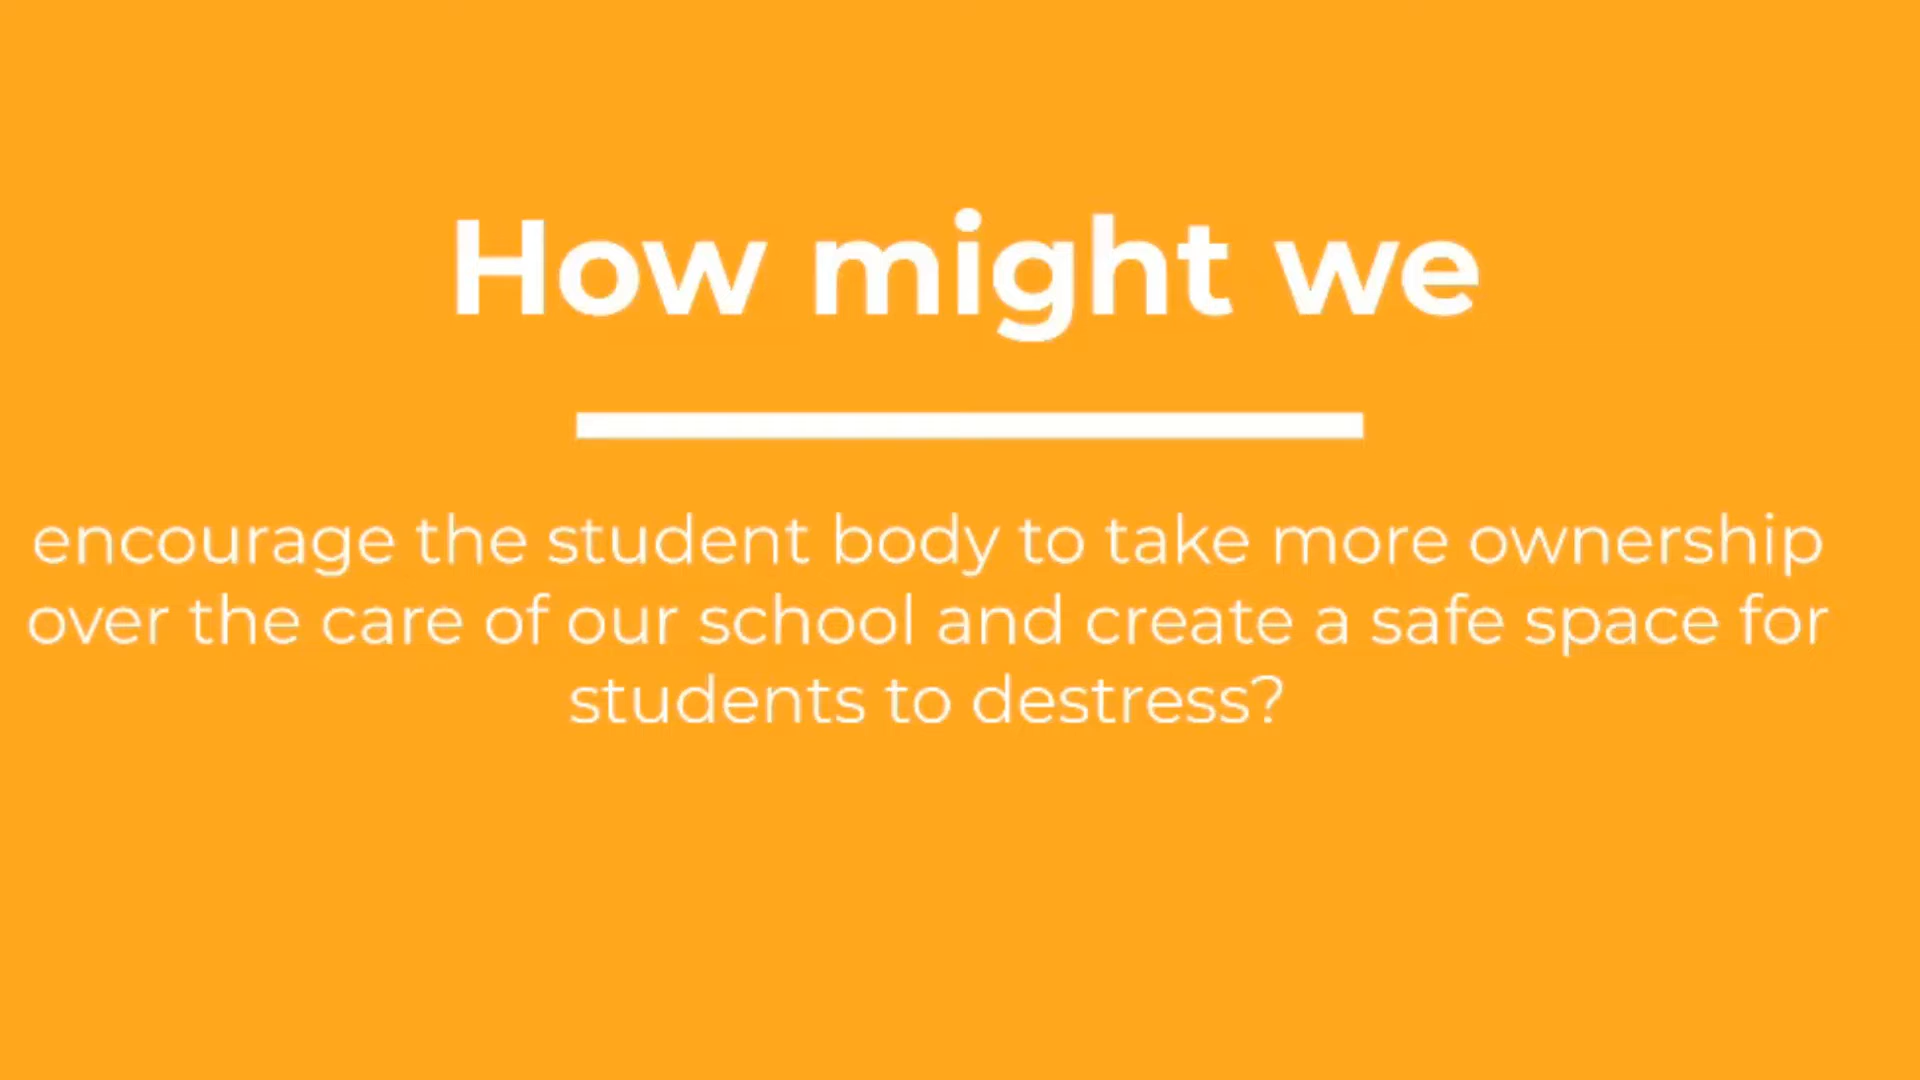 How might we
encourage the student body to take more ownership
over the care of our school and create a safe space for
students to destress?